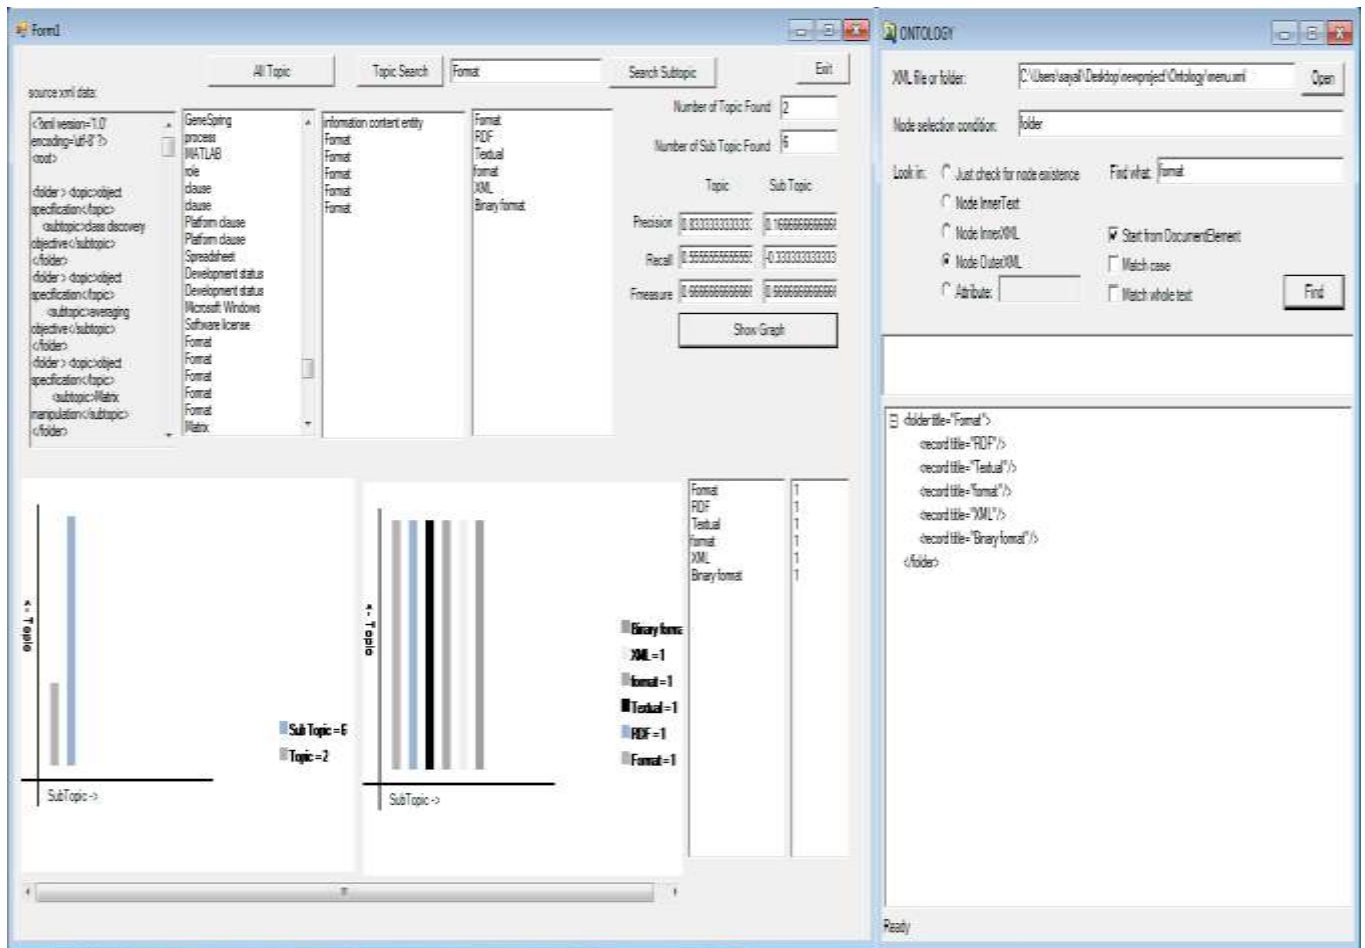 Form1
All Topic
Topic Search
Format
Search Subtopic
Exit
source xml data:
Number of Topic Found 2
Number of Sub Topic Found 6
<?xml version='1.0'
encoding='utf-8' ?>
<root>
<folder > <topic>object
specification</topic>
<subtopic>class discovery
objective</subtopic>
</folder>
<folder > <topic>object
specification</topic>
<subtopic>averaging
objective</subtopic>
</folder>
<folder > <topic>object
specification</topic>
<subtopic>Matrix
manipulation</subtopic>
</folder>
GeneSpring
process
MATLAB
role
clause
clause
Platform clause
Platform clause
Spreadsheet
Development status
Development status
Microsoft Windows
Software license
Format
Format
Format
Format
Format
Matrix
Information content entity
Format
Format
Format
Format
Format
Format
RDF
Textual
format
XML
Binary format
Topic Sub Topic
Precision
Recall
Fmeasure
Show Graph
<- Topic
SubTopic ->
Sub Topic = 6
Topic = 2
<- Topic
SubTopic ->
Binary forma
XML = 1
format = 1
Textual = 1
RDF = 1
Format = 1
Format 1
RDF 1
Textual 1
format 1
XML 1
Binary format 1
ONTOLOGY
XML file or folder: C:\Users\sayali\Desktop\newproject\Ontology\menu.xml Open
Node selection condition: folder
Look in: Just check for node existence
Find what: format
Node InnerText
Node InnerXML
Start from DocumentElement
Node OuterXML
Match case
Attribute:
Match whole text
Find
<folder title="Format">
<record title="RDF"/>
<record title="Textual"/>
<record title="format"/>
<record title="XML"/>
<record title="Binary format"/>
</folder>
Ready